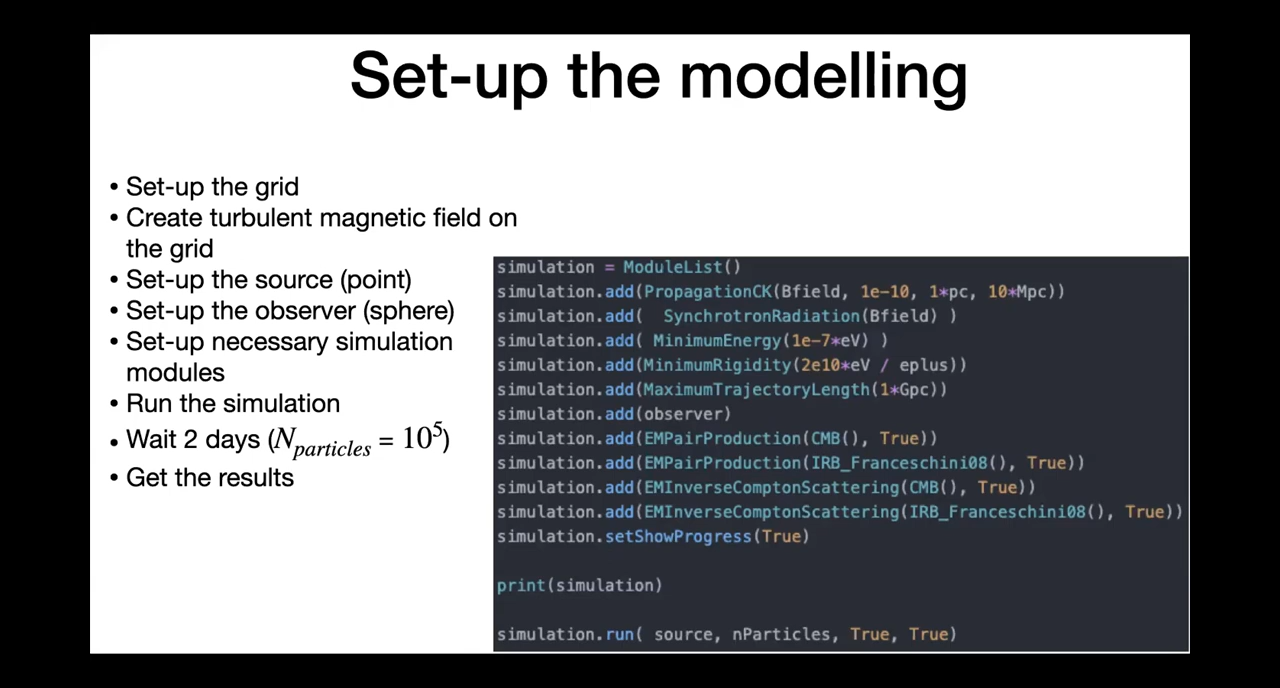 Set-up the modelling
• Set-up the grid
• Create turbulent magnetic field on
the grid
• Set-up the source (point)
• Set-up the observer (sphere)
• Set-up necessary simulation
modules
• Run the simulation
• Wait 2 days (N_particles = 10^5)
• Get the results
simulation = ModuleList()
simulation.add(PropagationCK(Bfield, 1e-10, 1*pc, 10*Mpc))
simulation.add(  SynchrotronRadiation(Bfield) )
simulation.add( MinimumEnergy(1e-7*eV) )
simulation.add(MinimumRigidity(2e10*eV / eplus))
simulation.add(MaximumTrajectoryLength(1*Gpc))
simulation.add(observer)
simulation.add(EMPairProduction(CMB(), True))
simulation.add(EMPairProduction(IRB_Franceschini08(), True))
simulation.add(EMInverseComptonScattering(CMB(), True))
simulation.add(EMInverseComptonScattering(IRB_Franceschini08(), True))
simulation.setShowProgress(True)
print(simulation)
simulation.run( source, nParticles, True, True)